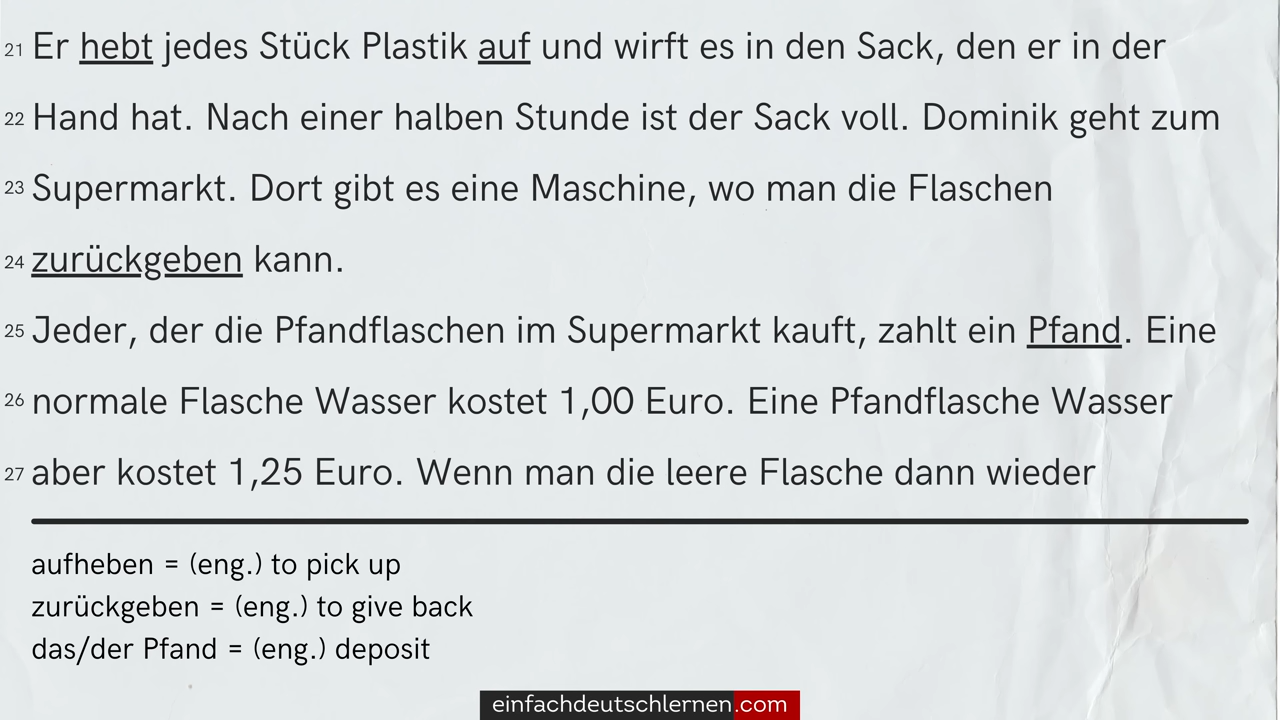 21 Er hebt jedes Stück Plastik auf und wirft es in den Sack, den er in der
22 Hand hat. Nach einer halben Stunde ist der Sack voll. Dominik geht zum
23 Supermarkt. Dort gibt es eine Maschine, wo man die Flaschen
24 zurückgeben kann.
25 Jeder, der die Pfandflaschen im Supermarkt kauft, zahlt ein Pfand. Eine
26 normale Flasche Wasser kostet 1,00 Euro. Eine Pfandflasche Wasser
27 aber kostet 1,25 Euro. Wenn man die leere Flasche dann wieder
aufheben = (eng.) to pick up
zurückgeben = (eng.) to give back
das/der Pfand = (eng.) deposit
einfachdeutschlernen.com